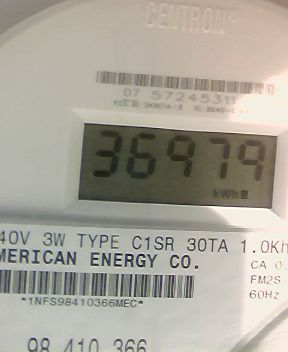 CENTRON®
07 57245311
36979
kWh
40V 3W TYPE C1SR 30TA 1.0Kh
MERICAN ENERGY CO.
CA 0.
FM2S
60Hz
*1NFS98410366MEC*
98 410 366